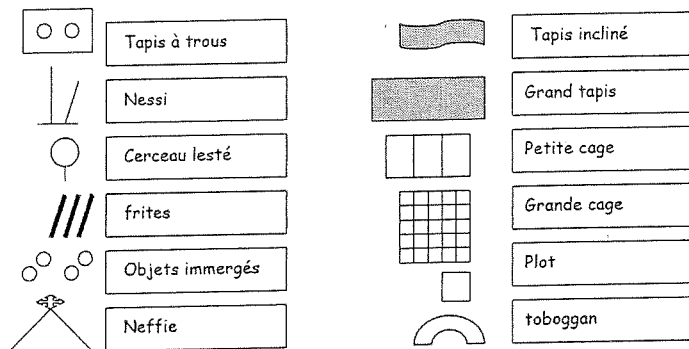 Tapis à trous
Nessi
Cerceau lesté
frites
Objets immergés
Neffie
Tapis incliné
Grand tapis
Petite cage
Grande cage
Plot
toboggan